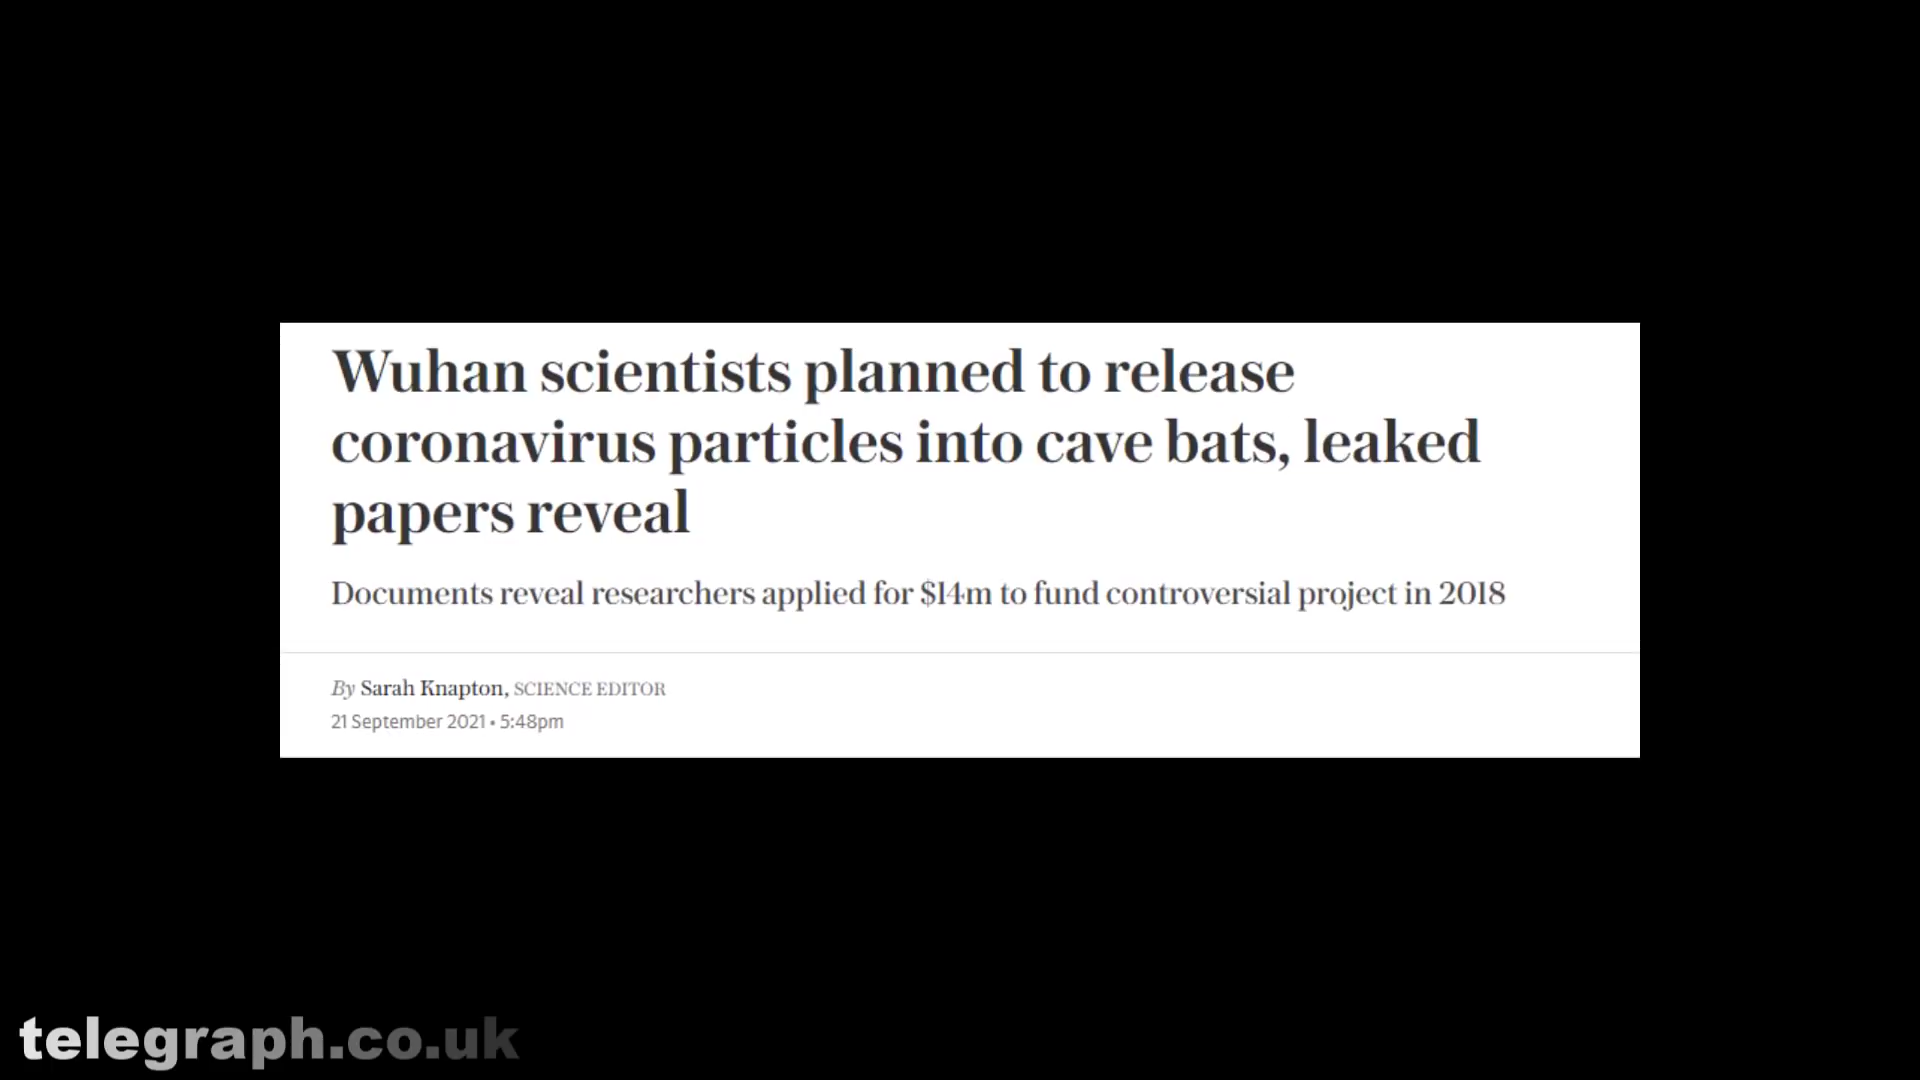 Wuhan scientists planned to release
coronavirus particles into cave bats, leaked
papers reveal
Documents reveal researchers applied for $14m to fund controversial project in 2018
By Sarah Knapton, SCIENCE EDITOR
21 September 2021 • 5:48pm
telegraph.co.uk